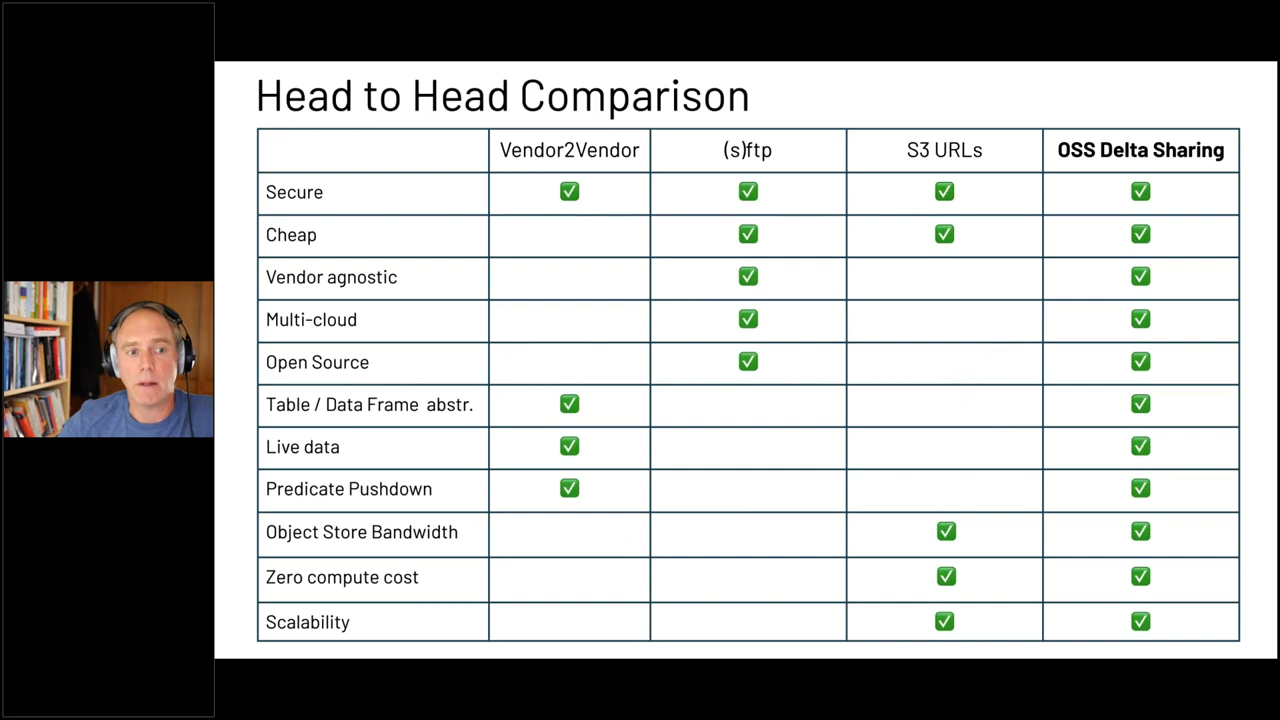 Head to Head Comparison
Vendor2Vendor (s)ftp S3 URLs OSS Delta Sharing
Secure ✅ ✅ ✅ ✅
Cheap ✅ ✅ ✅
Vendor agnostic ✅ ✅
Multi-cloud ✅ ✅
Open Source ✅ ✅
Table / Data Frame abstr. ✅ ✅
Live data ✅ ✅
Predicate Pushdown ✅ ✅
Object Store Bandwidth ✅ ✅
Zero compute cost ✅ ✅
Scalability ✅ ✅